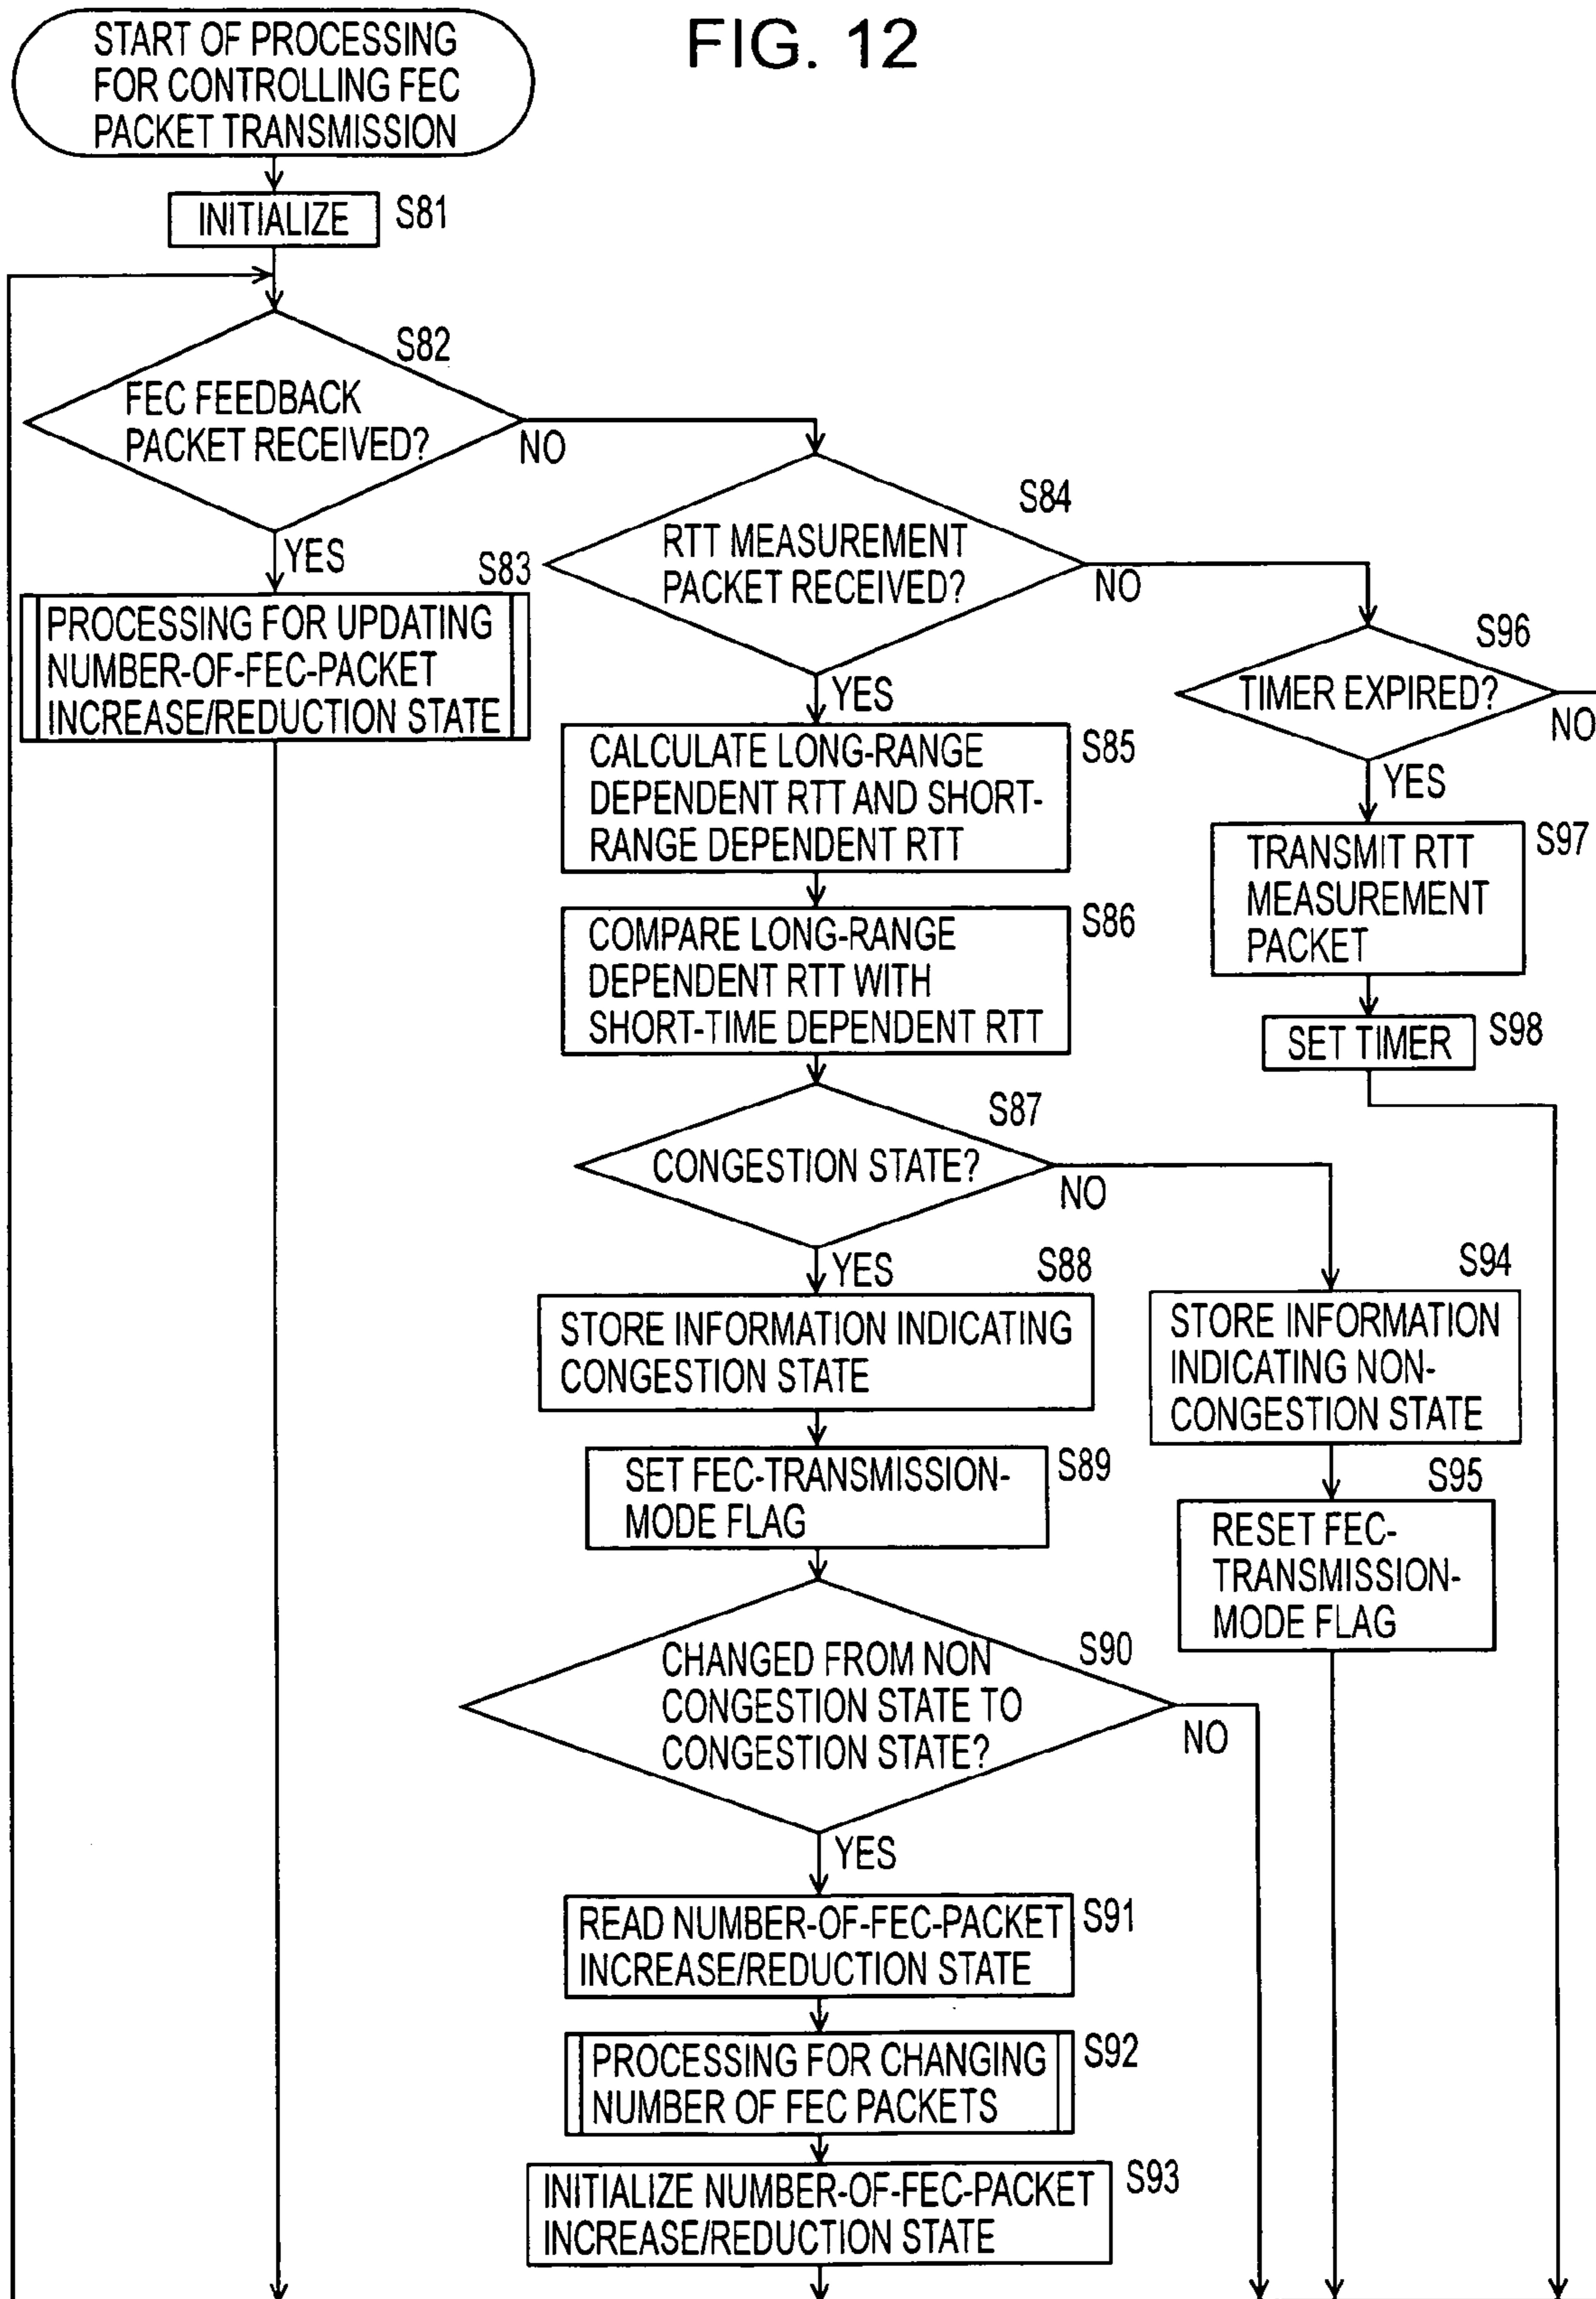 FIG. 12
START OF PROCESSING
FOR CONTROLLING FEC
PACKET TRANSMISSION
INITIALIZE
S81
S82
FEC FEEDBACK
PACKET RECEIVED?
NO
YES
S83
PROCESSING FOR UPDATING
NUMBER-OF-FEC-PACKET
INCREASE/REDUCTION STATE
S84
RTT MEASUREMENT
PACKET RECEIVED?
NO
YES
S85
CALCULATE LONG-RANGE
DEPENDENT RTT AND SHORT-
RANGE DEPENDENT RTT
S86
COMPARE LONG-RANGE
DEPENDENT RTT WITH
SHORT-TIME DEPENDENT RTT
S87
CONGESTION STATE?
NO
YES
S88
STORE INFORMATION INDICATING
CONGESTION STATE
S89
SET FEC-TRANSMISSION-
MODE FLAG
S90
CHANGED FROM NON
CONGESTION STATE TO
CONGESTION STATE?
NO
YES
READ NUMBER-OF-FEC-PACKET
INCREASE/REDUCTION STATE
S91
PROCESSING FOR CHANGING
NUMBER OF FEC PACKETS
S92
INITIALIZE NUMBER-OF-FEC-PACKET
INCREASE/REDUCTION STATE
S93
S94
STORE INFORMATION
INDICATING NON-
CONGESTION STATE
S95
RESET FEC-
TRANSMISSION-
MODE FLAG
S96
TIMER EXPIRED?
NO
YES
S97
TRANSMIT RTT
MEASUREMENT
PACKET
SET TIMER
S98